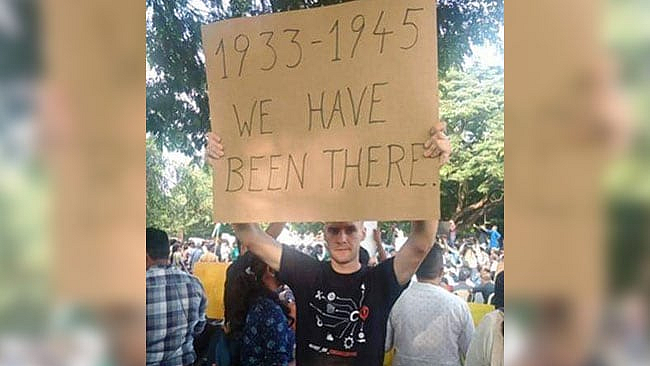 1933-1945
WE HAVE
BEEN THERE.